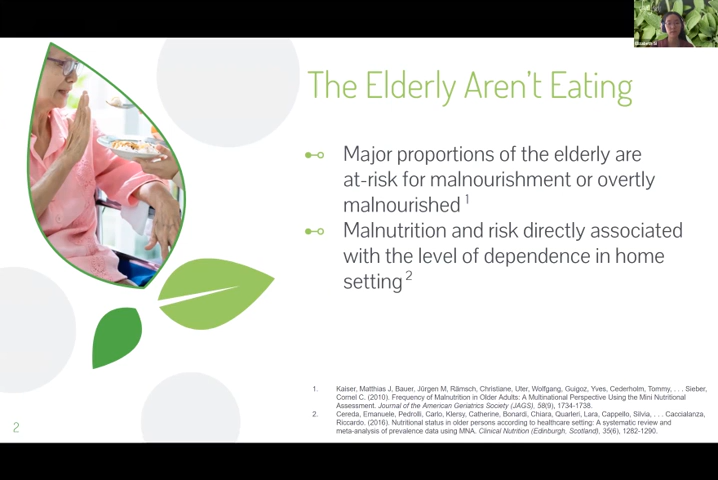 The Elderly Aren't Eating
Major proportions of the elderly are
at-risk for malnourishment or overtly
malnourished 1
Malnutrition and risk directly associated
with the level of dependence in home
setting 2
1. Kaiser, Matthias J, Bauer, Jürgen M, Rämsch, Christiane, Uter, Wolfgang, Guigoz, Yves, Cederholm, Tommy, . . . Sieber,
Cornel C. (2010). Frequency of Malnutrition in Older Adults: A Multinational Perspective Using the Mini Nutritional
Assessment. Journal of the American Geriatrics Society (JAGS), 58(9), 1734-1738.
2. Cereda, Emanuele, Pedrolli, Carlo, Klersy, Catherine, Bonardi, Chiara, Quarleri, Lara, Cappello, Silvia, . . . Caccialanza,
Riccardo. (2016). Nutritional status in older persons according to healthcare setting: A systematic review and
meta-analysis of prevalence data using MNA. Clinical Nutrition (Edinburgh, Scotland), 35(6), 1282-1290.
2